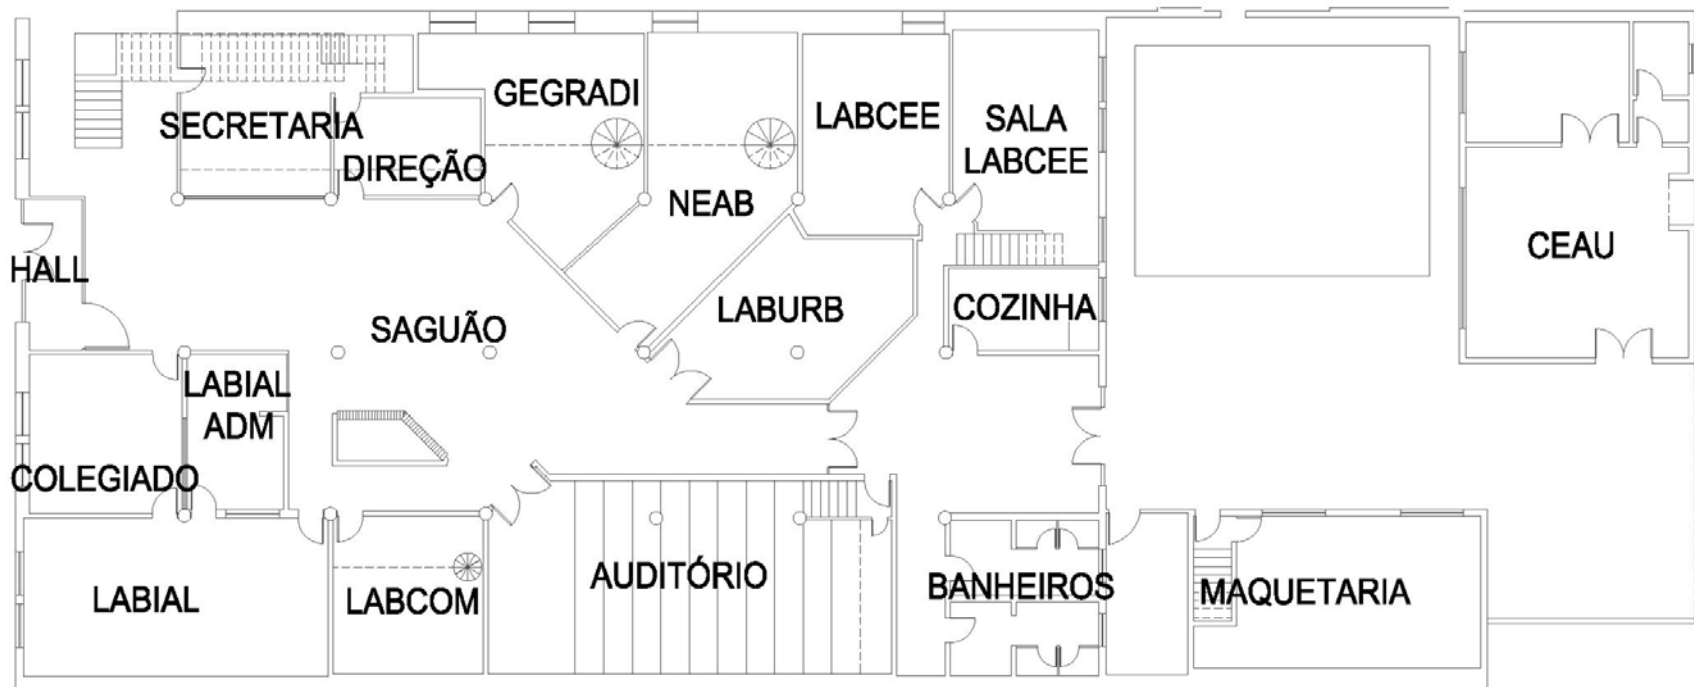 GEGRADI
SECRETARIA
DIREÇÃO
LABCEE
SALA
LABCEE
NEAB
HALL
SAGUÃO
LABURB
COZINHA
CEAU
LABIAL
ADM
COLEGIADO
LABIAL
LABCOM
AUDITÓRIO
BANHEIROS
MAQUETARIA